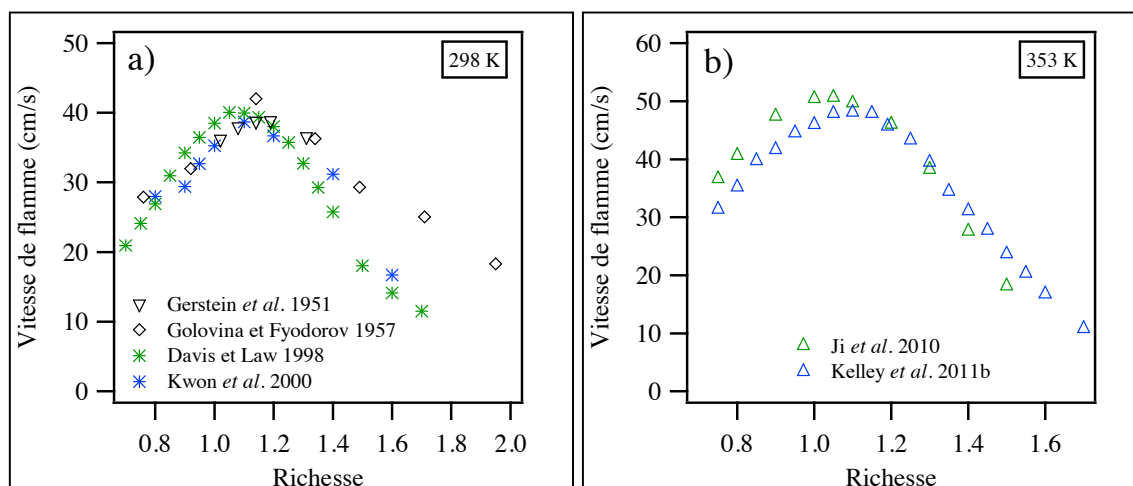 a)
298 K
50
40
30
20
10
0
Vitesse de flamme (cm/s)
Gerstein et al. 1951
Golovina et Fyodorov 1957
Davis et Law 1998
Kwon et al. 2000
0.8 1.0 1.2 1.4 1.6 1.8 2.0
Richesse
b)
353 K
60
50
40
30
20
10
0
Vitesse de flamme (cm/s)
Ji et al. 2010
Kelley et al. 2011b
0.8 1.0 1.2 1.4 1.6
Richesse